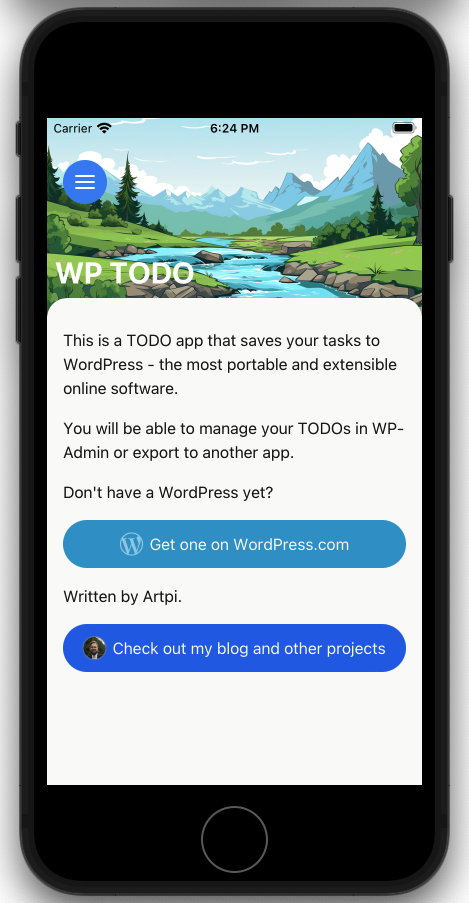 Carrier 6:24 PM
WP TODO
This is a TODO app that saves your tasks to
WordPress - the most portable and extensible
online software.
You will be able to manage your TODOs in WP-
Admin or export to another app.
Don't have a WordPress yet?
Get one on WordPress.com
Written by Artpi.
Check out my blog and other projects